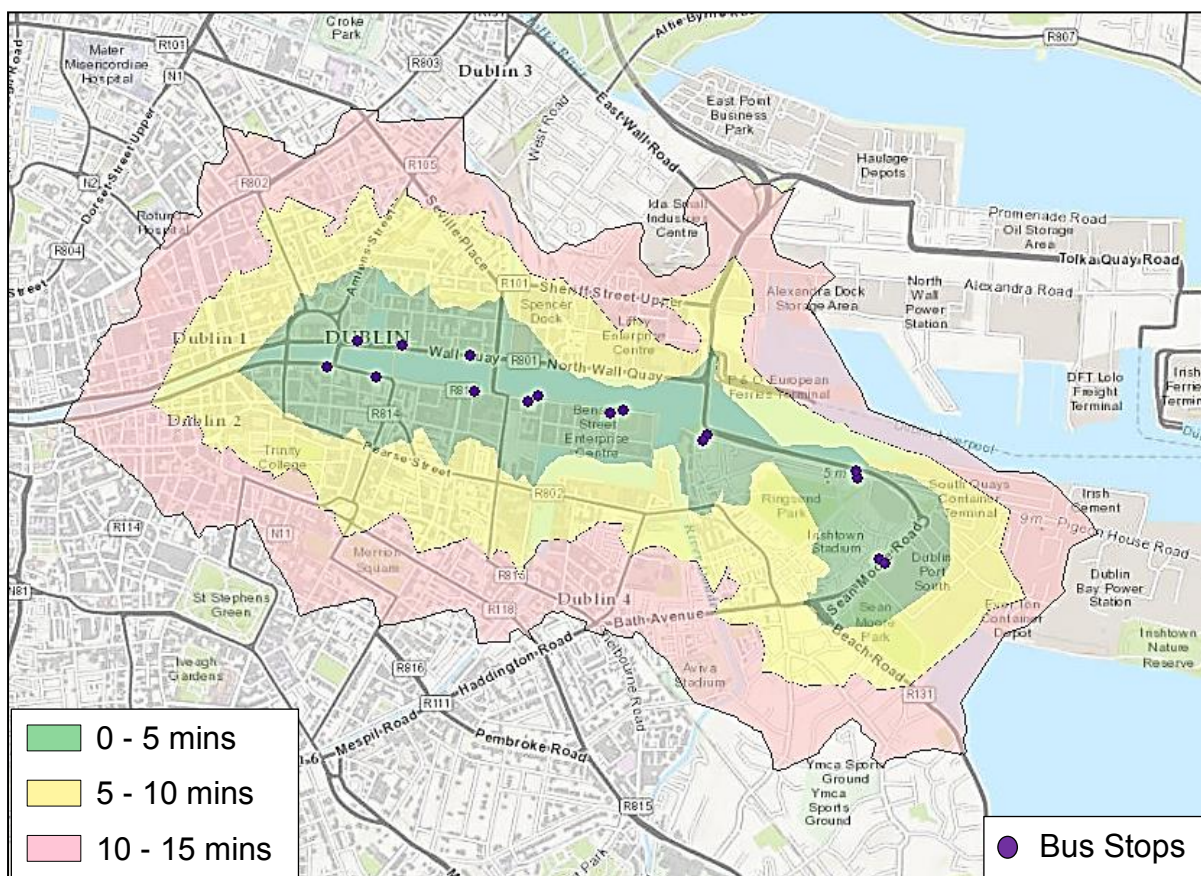 Croke
Park
R101
Mater
Misericordiae
Hospital
N1
R803
Dublin 3
R807
Dorset Street Upper
N2
R802
R105
West Road
East Wall Road
East Point
Business
Park
Haulage
Depots
Rotunda
Hospital
R804
Street
Amiens Street
Seville Place
Ida Small
Industries
Centre
Promenade Road
Oil Storage
Area
Tolka Quay Road
R101
Sheriff Street Upper
Spencer
Dock
Liffey
Enterprise
Centre
Alexandra Dock
Storage Area
Alexandra Road
North
Wall
Power
Station
Dublin 1
DUBLIN
Wall Quay
R801
North Wall Quay
P & O European
Ferries Terminal
DFT Lolo
Freight
Terminal
Irish
Ferries
Dublin 2
R814
Street
Enterprise
Centre
Trinity
College
Pearse Street
R802
5 m
Ringsend
Park
South Quays
Container
Terminal
Irish
Cement
9m
Pigeon House Road
R114
N11
Merrion
Square
Irishtown
Stadium
Sean Moore Road
Dublin
Port
South
Dublin
Bay Power
Station
N81
St Stephens
Green
R118
Dublin 4
Bath Avenue
Sean
Moore
Park
Beach Road
Container
Depot
Irishtown
Nature
Reserve
Iveagh
Gardens
R816
Haddington Road
Aviva
Stadium
R131
R111
Mespil Road
Pembroke Road
Ymca Sports
Ground
Ymca
Sports
Ground
R815
0 - 5 mins
5 - 10 mins
10 - 15 mins
Bus Stops